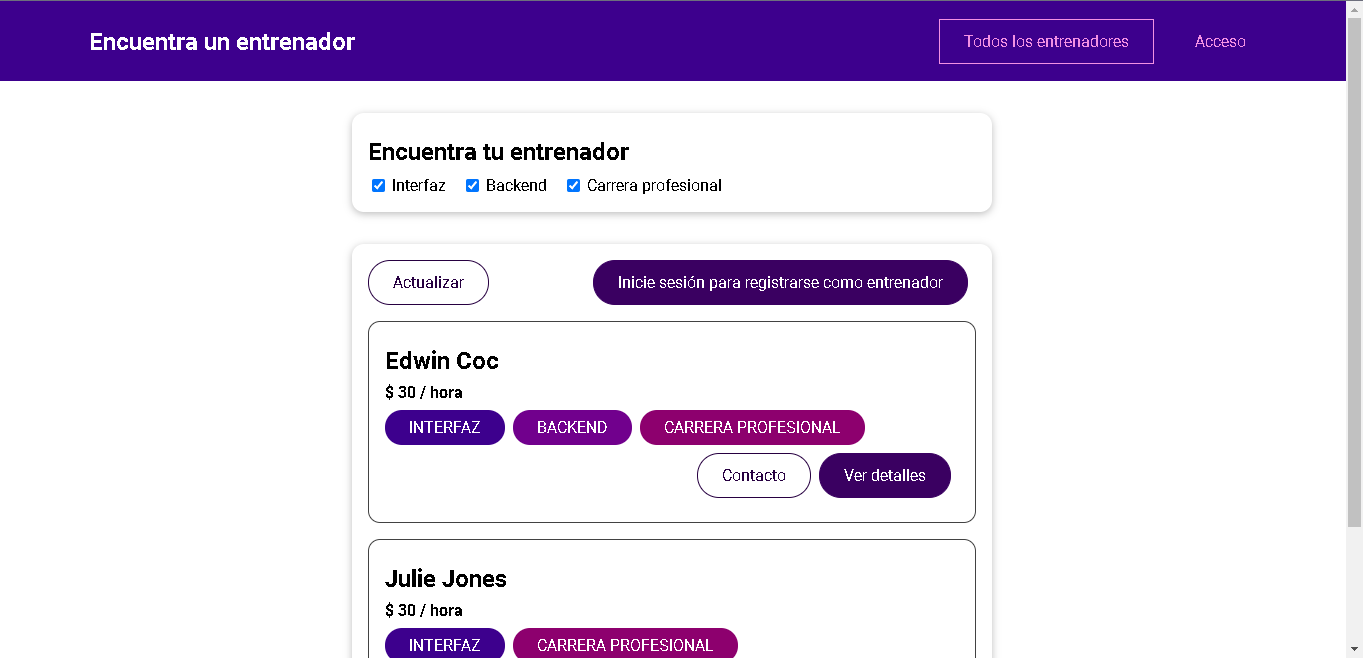 Encuentra un entrenador
Todos los entrenadores
Acceso
Encuentra tu entrenador
Interfaz Backend Carrera profesional
Actualizar
Inicie sesión para registrarse como entrenador
Edwin Coc
$ 30 / hora
INTERFAZ BACKEND CARRERA PROFESIONAL
Contacto Ver detalles
Julie Jones
$ 30 / hora
INTERFAZ CARRERA PROFESIONAL